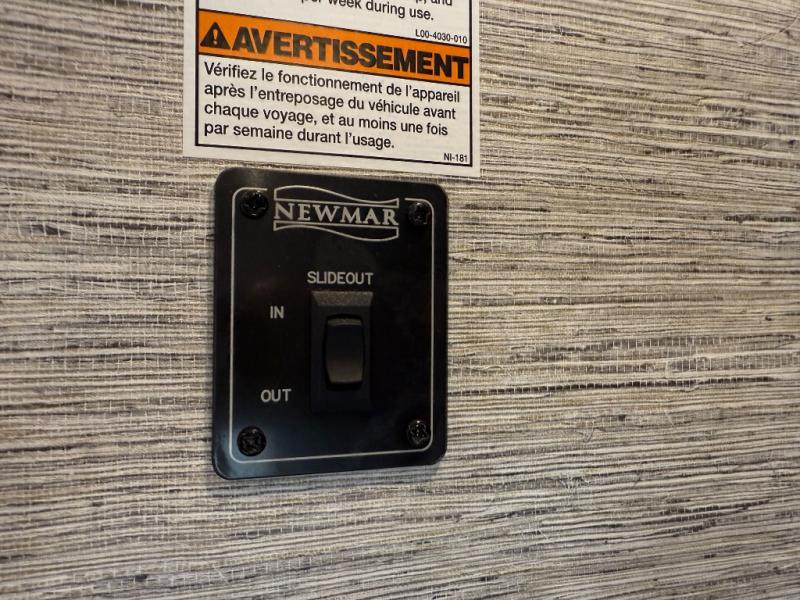 and
per week during use.
L00-4030-010
AVERTISSEMENT
Vérifiez le fonctionnement de l'appareil
après l'entreposage du véhicule avant
chaque voyage, et au moins une fois
par semaine durant l'usage.
NI-181
NEWMAR
SLIDEOUT
IN
OUT